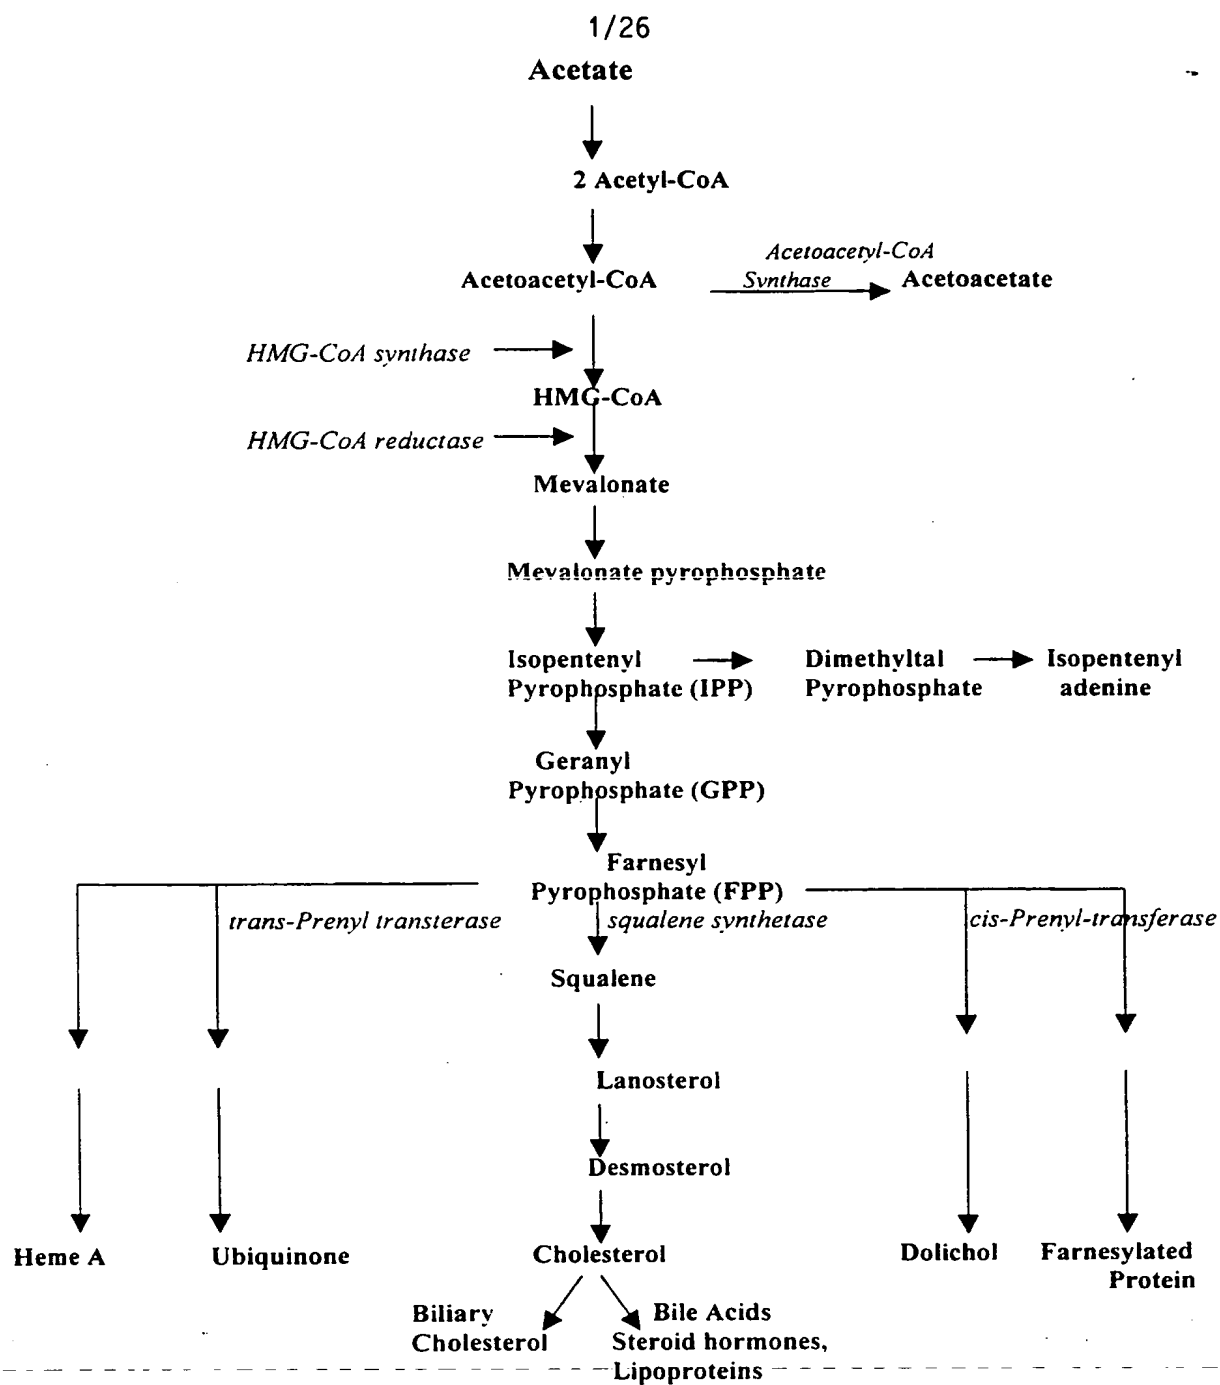 1/26
Acetate
2 Acetyl-CoA
Acetoacetyl-CoA
Acetoacetyl-CoA
Synthase
Acetoacetate
HMG-CoA synthase
HMG-CoA
HMG-CoA reductase
Mevalonate
Mevalonate pyrophosphate
Isopentenyl
Pyrophosphate (IPP)
Dimethyltal
Pyrophosphate
Isopentenyl
adenine
Geranyl
Pyrophosphate (GPP)
Farnesyl
Pyrophosphate (FPP)
trans-Prenyl transterase
squalene synthetase
cis-Prenyl-transferase
Squalene
Lanosterol
Desmosterol
Heme A
Ubiquinone
Cholesterol
Dolichol
Farnesylated
Protein
Biliary
Cholesterol
Bile Acids
Steroid hormones,
Lipoproteins